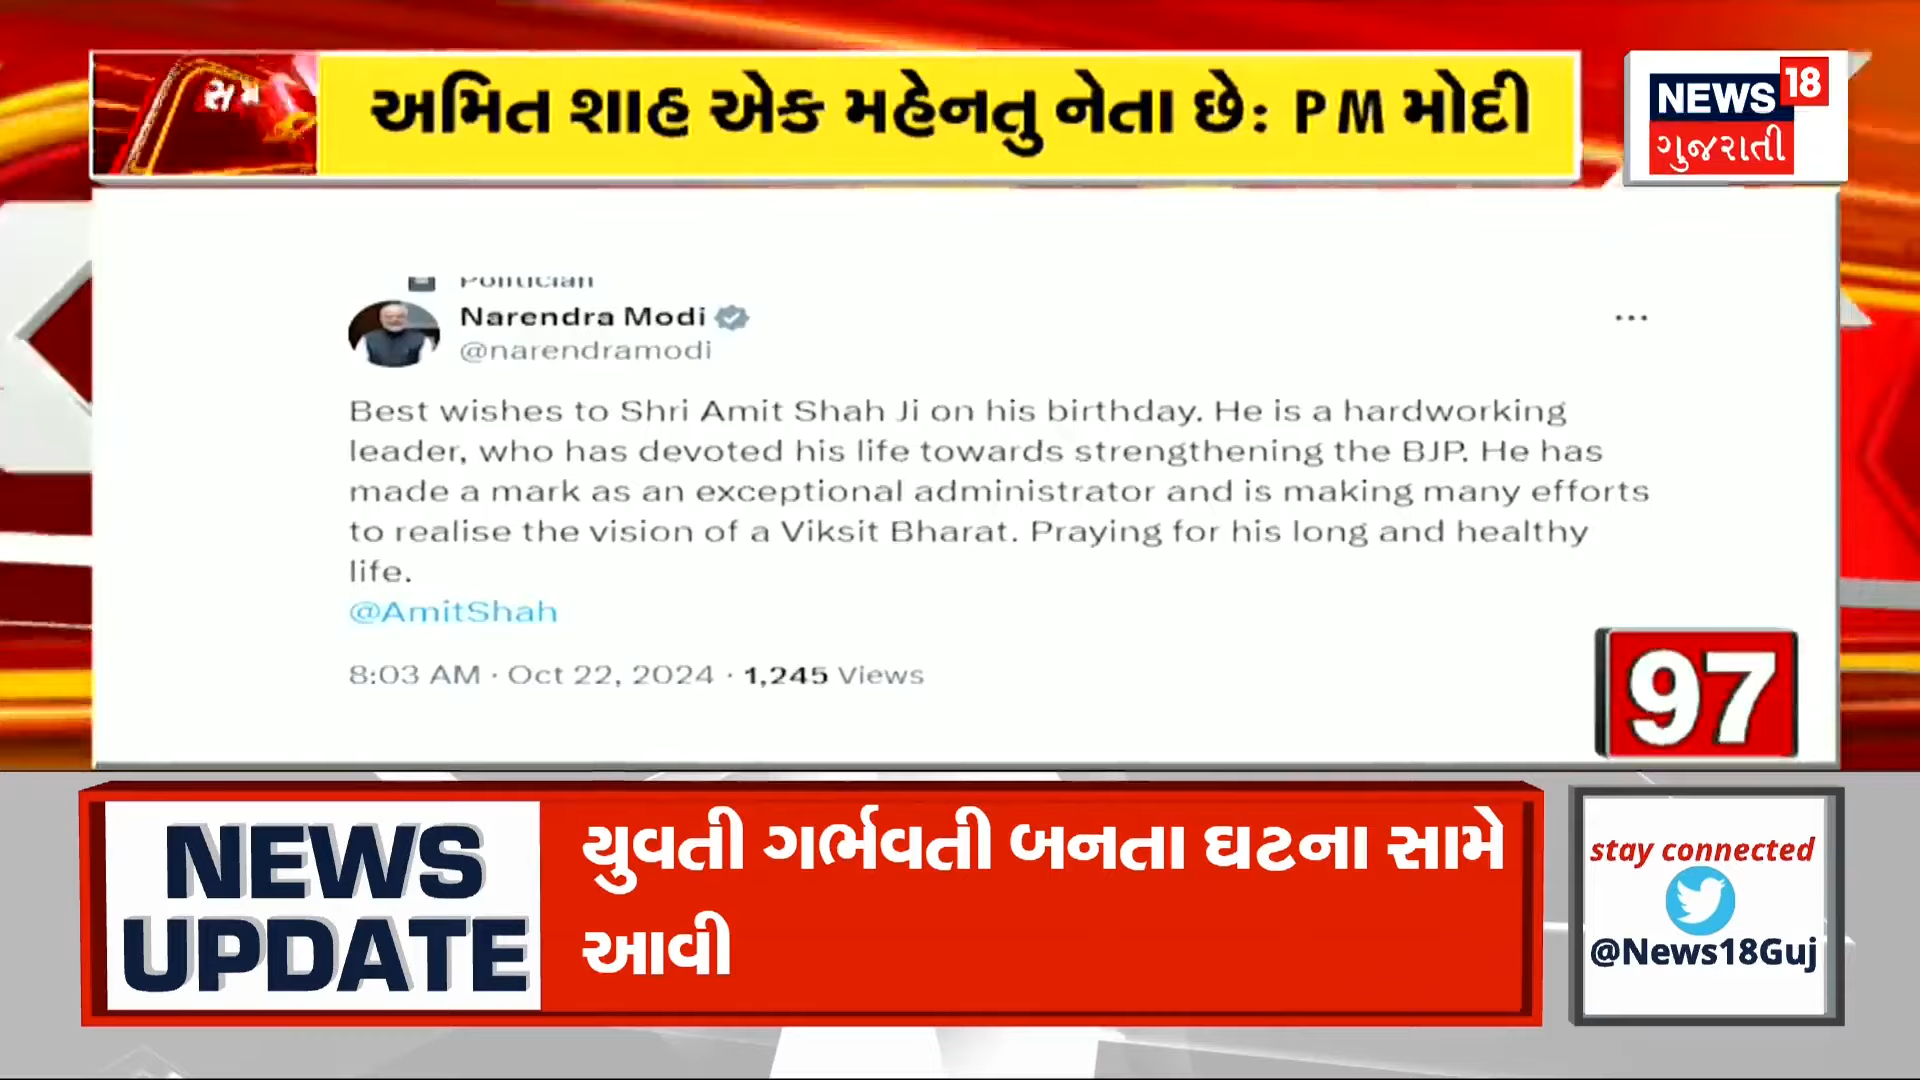 અમિત શાહ એક મહેનતુ નેતા છે: PM મોદી
NEWS 18
ગુજરાતી
Politician
Narendra Modi
@narendramodi
Best wishes to Shri Amit Shah Ji on his birthday. He is a hardworking
leader, who has devoted his life towards strengthening the BJP. He has
made a mark as an exceptional administrator and is making many efforts
to realise the vision of a Viksit Bharat. Praying for his long and healthy
life.
@AmitShah
8:03 AM · Oct 22, 2024 · 1,245 Views
97
NEWS
UPDATE
યુવતી ગર્ભવતી બનતા ઘટના સામે
આવી
stay connected
@News18Guj